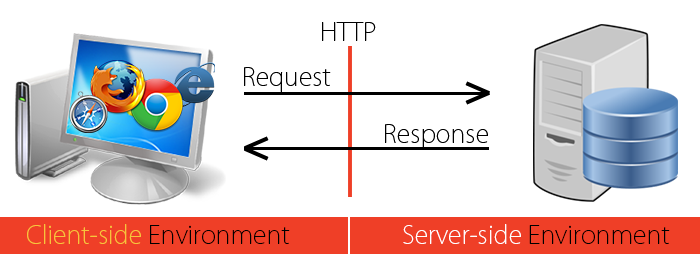 HTTP
Request
Response
Client-side Environment
Server-side Environment